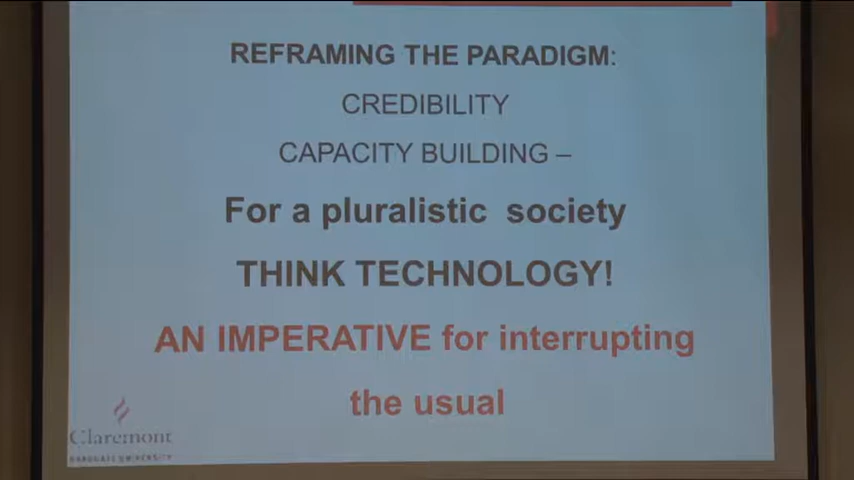 REFRAMING THE PARADIGM:
CREDIBILITY
CAPACITY BUILDING –
For a pluralistic society
THINK TECHNOLOGY!
AN IMPERATIVE for interrupting
the usual
Claremont
GRADUATE UNIVERSITY